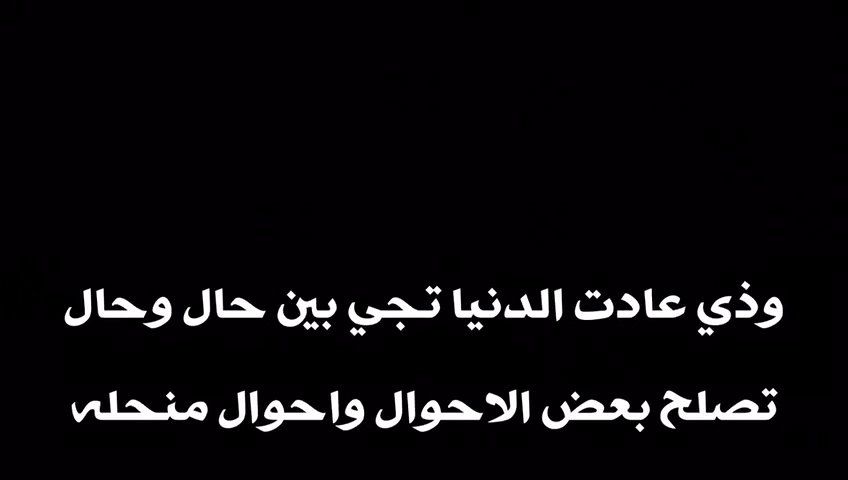 وذي عادت الدنيا تجي بين حال وحال
تصلح بعض الاحوال واحوال منحله